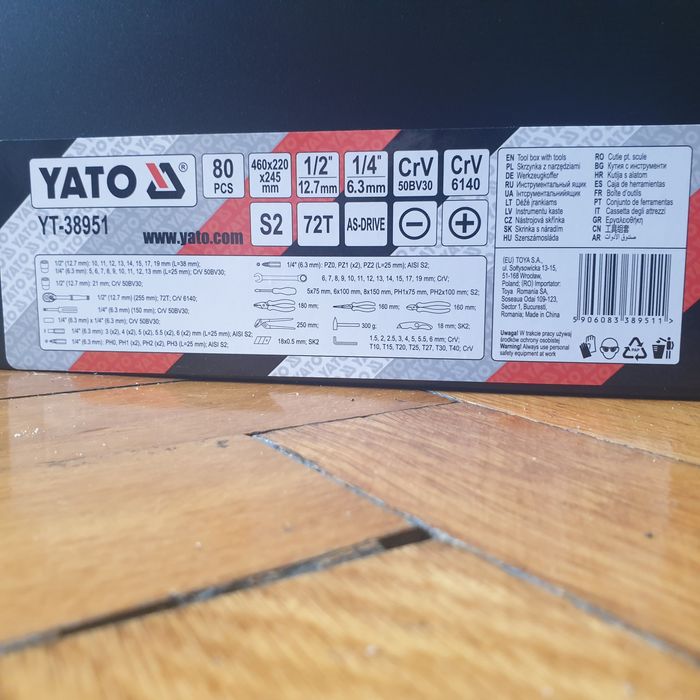 YATO ®
YT-38951
www.yato.com
80 PCS
460x220 x245 mm
1/2" 12.7mm
1/4" 6.3mm
CrV 50BV30
CrV 6140
S2
72T
AS-DRIVE
1/2" (12.7 mm); 10, 11, 12, 13, 14, 15, 17, 19 mm (L=38 mm);
1/4" (6.3 mm); 5, 6, 7, 8, 9, 10, 11, 12, 13 mm (L=25 mm) CrV 50BV30;
1/2" (12.7 mm); 21 mm; CrV 50BV30;
1/2" (12.7 mm) (255 mm); 72T; CrV 6140;
1/4" (6.3 mm) (150 mm); CrV 50BV30;
1/4" (6.3 mm) x 1/4" (6.3 mm); CrV 50BV30;
1/4" (6.3 mm); 3 (x2), 4 (x2), 5 (x2), 5.5 (x2), 6 (x2) mm (L=25 mm); AISI S2;
1/4" (6.3 mm); PH0, PH1 (x2), PH2 (x2), PH3 (L=25 mm); AISI S2;
1/4" (6.3 mm); PZ0, PZ1 (x2), PZ2 (L=25 mm); AISI S2;
6, 7, 8, 9, 10, 11, 12, 13, 14, 15, 17, 19 mm; CrV;
5x75 mm, 6x100 mm, 8x150 mm, PH1x75 mm, PH2x100 mm; S2;
180 mm;
160 mm;
160 mm;
250 mm;
300 g;
18 mm; SK2
18x0.5 mm; SK2
1.5, 2, 2.5, 3, 4, 5, 5.5, 6 mm; CrV;
T10, T15, T20, T25, T27, T30, T40; CrV
EN Tool box with tools
PL Skrzynka z narzędziami
DE Werkzeugkoffer
RU Инструментальный ящик
UA Інструментальнийящик
LT Dėžė įrankiams
LV Instrumentu kaste
CZ Nástrojová skříňka
SK Skrinka s náradím
HU Szerszámosláda
RO Cutie pt. scule
BG Кутия с инструменти
HR Kutija s alatom
ES Caja de herramientas
FR Boîte d'outils
PT Conjunto de ferramentas
IT Cassetta degli attrezzi
GR Εργαλειοθήκη
CN 工具组套
AR صندوق الأدوات
(EU) TOYA S.A.,
ul. Sołtysowicka 13-15,
51-168 Wrocław,
Poland; (RO) Importator:
Toya Romania SA,
Soseaua Odai 109-123,
Sector 1, Bucuresti
Romania; Made in China
5 906083 389511 >
Uwaga! W trakcie pracy używaj
środków ochrony osobistej
Warning! Always use personal
safety equipment at work
PAP